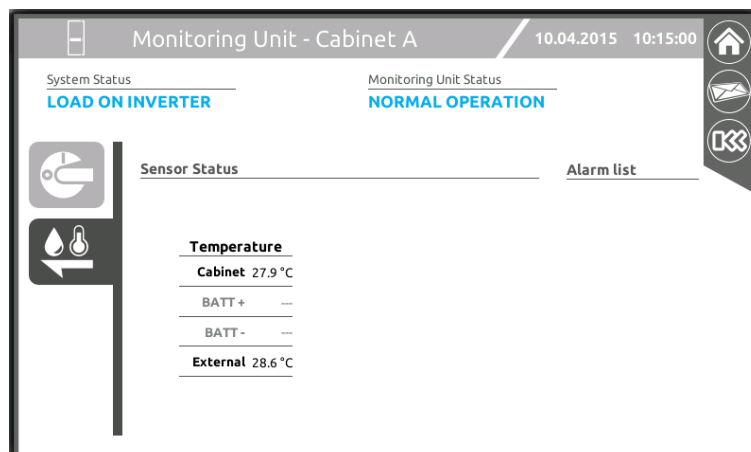 Monitoring Unit - Cabinet A
10.04.2015 10:15:00
System Status
LOAD ON INVERTER
Monitoring Unit Status
NORMAL OPERATION
Sensor Status
Alarm list
Temperature
Cabinet 27.9 °C
BATT + ---
BATT - ---
External 28.6 °C